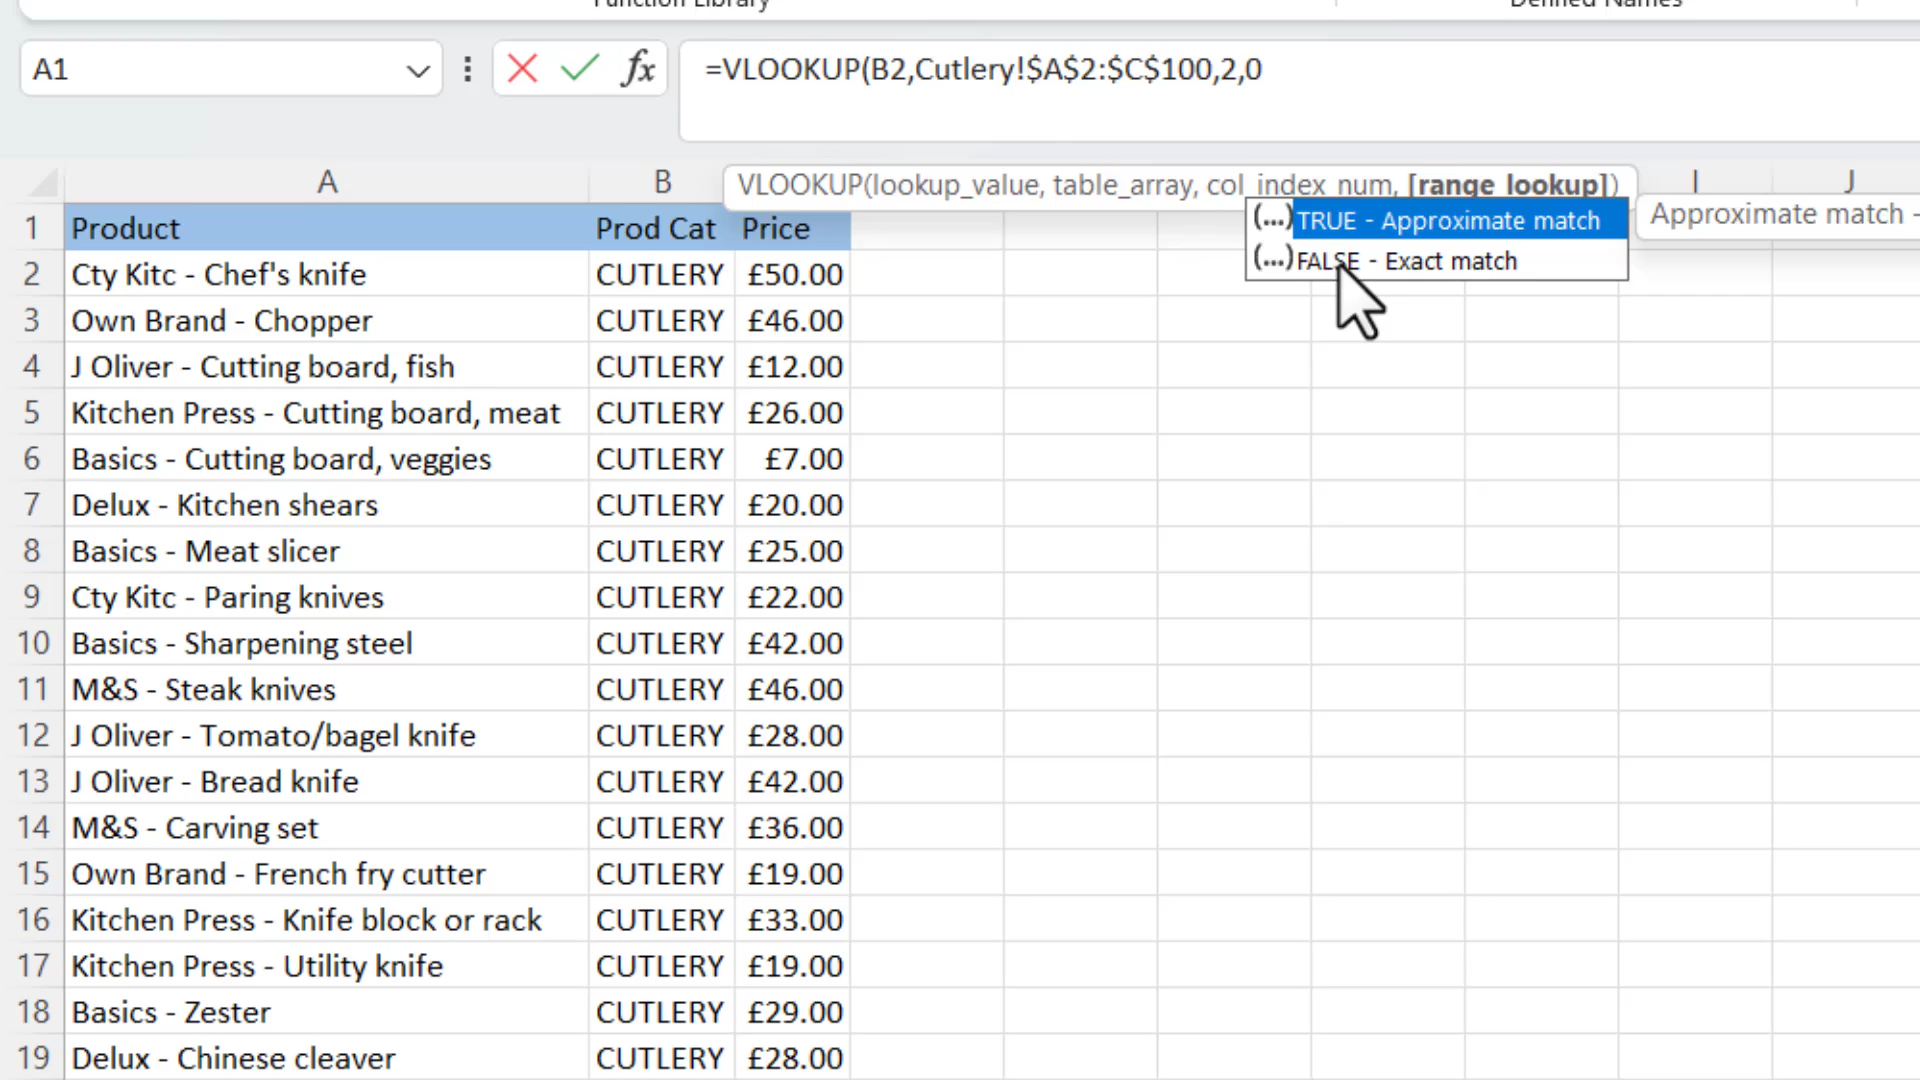 Function Library Defined Names
A1 fx =VLOOKUP(B2,Cutlery!$A$2:$C$100,2,0
A B VLOOKUP(lookup_value, table_array, col_index_num, [range_lookup]) I J
(...) TRUE - Approximate match Approximate match -
(...) FALSE - Exact match
1 Product Prod Cat Price
2 Cty Kitc - Chef's knife CUTLERY £50.00
3 Own Brand - Chopper CUTLERY £46.00
4 J Oliver - Cutting board, fish CUTLERY £12.00
5 Kitchen Press - Cutting board, meat CUTLERY £26.00
6 Basics - Cutting board, veggies CUTLERY £7.00
7 Delux - Kitchen shears CUTLERY £20.00
8 Basics - Meat slicer CUTLERY £25.00
9 Cty Kitc - Paring knives CUTLERY £22.00
10 Basics - Sharpening steel CUTLERY £42.00
11 M&S - Steak knives CUTLERY £46.00
12 J Oliver - Tomato/bagel knife CUTLERY £28.00
13 J Oliver - Bread knife CUTLERY £42.00
14 M&S - Carving set CUTLERY £36.00
15 Own Brand - French fry cutter CUTLERY £19.00
16 Kitchen Press - Knife block or rack CUTLERY £33.00
17 Kitchen Press - Utility knife CUTLERY £19.00
18 Basics - Zester CUTLERY £29.00
19 Delux - Chinese cleaver CUTLERY £28.00